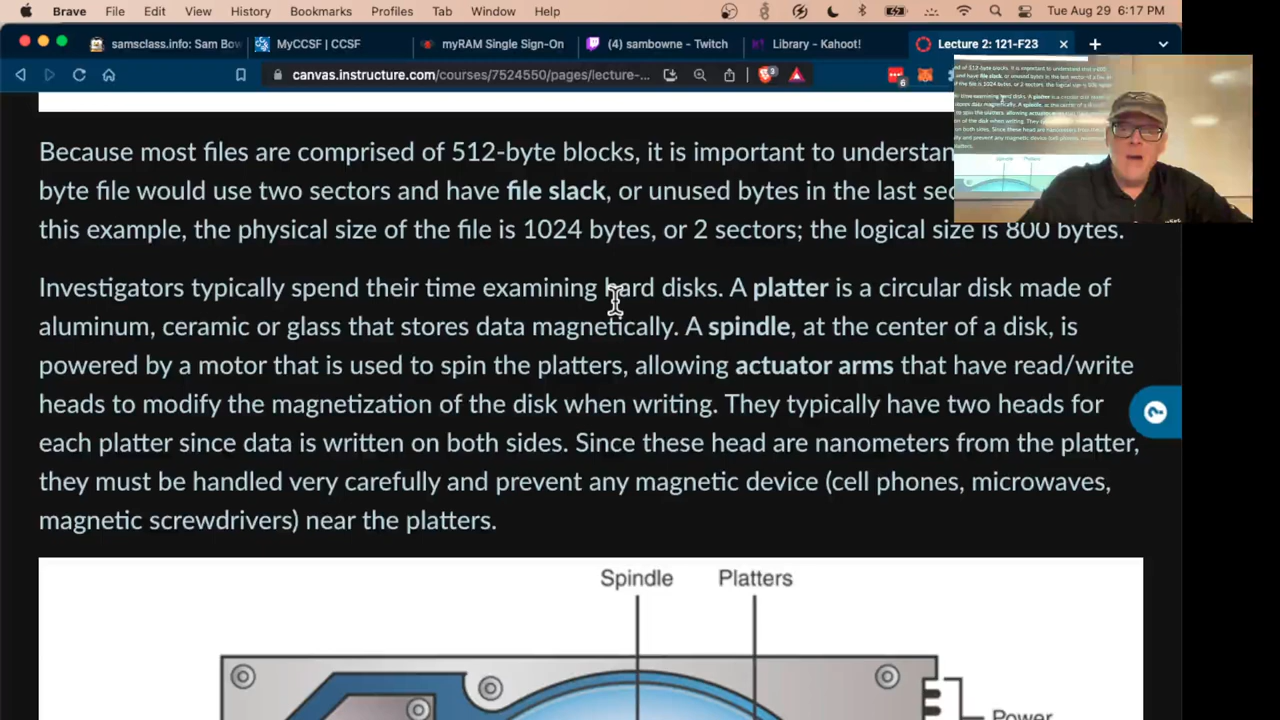 Brave File Edit View History Bookmarks Profiles Tab Window Help Tue Aug 29 6:17 PM
samsclass.info: Sam Bow MyCCSF | CCSF myRAM Single Sign-On (4) sambowne - Twitch Library - Kahoot! Lecture 2: 121-F23
canvas.instructure.com/courses/7524550/pages/lecture-...
3
6
Because most files are comprised of 512-byte blocks, it is important to understan
byte file would use two sectors and have file slack, or unused bytes in the last sec
this example, the physical size of the file is 1024 bytes, or 2 sectors; the logical size is 800 bytes.
Investigators typically spend their time examining hard disks. A platter is a circular disk made of
aluminum, ceramic or glass that stores data magnetically. A spindle, at the center of a disk, is
powered by a motor that is used to spin the platters, allowing actuator arms that have read/write
heads to modify the magnetization of the disk when writing. They typically have two heads for
each platter since data is written on both sides. Since these head are nanometers from the platter,
they must be handled very carefully and prevent any magnetic device (cell phones, microwaves,
magnetic screwdrivers) near the platters.
Spindle Platters
Power